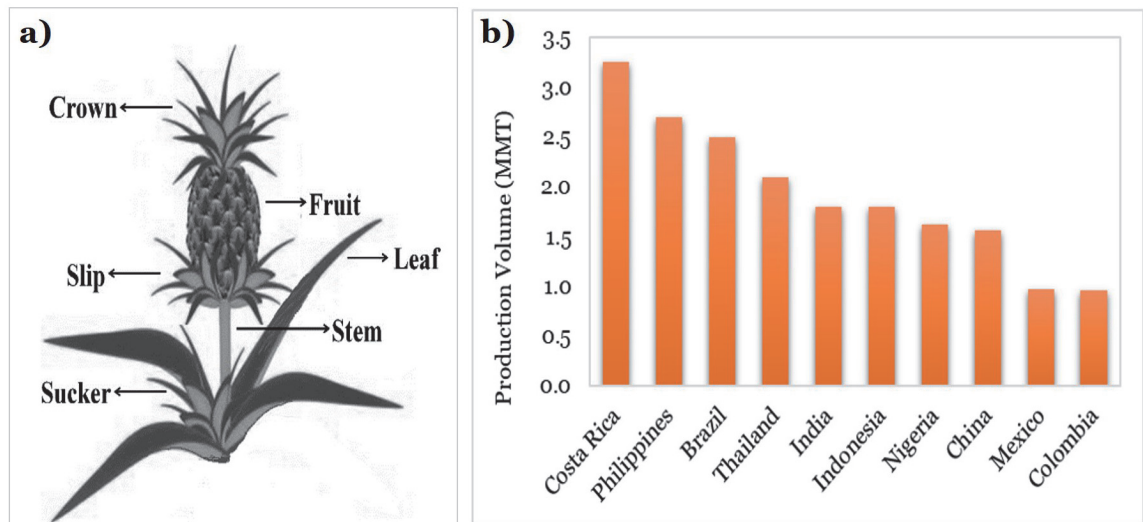 a)
Crown
Fruit
Leaf
Slip
Stem
Sucker
b)
Production Volume (MMT)
3.5
3.0
2.5
2.0
1.5
1.0
0.5
0.0
Costa Rica
Philippines
Brazil
Thailand
India
Indonesia
Nigeria
China
Mexico
Colombia